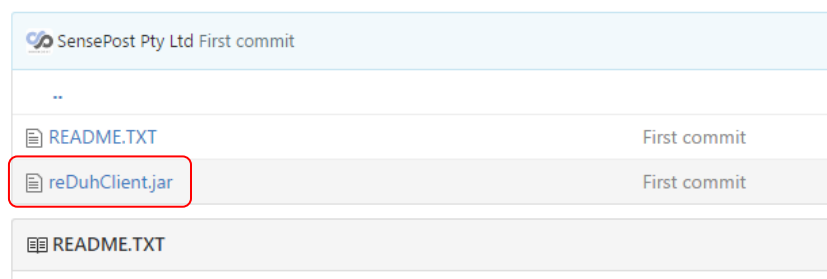 SensePost Pty Ltd First commit
..
README.TXT First commit
reDuhClient.jar First commit
README.TXT